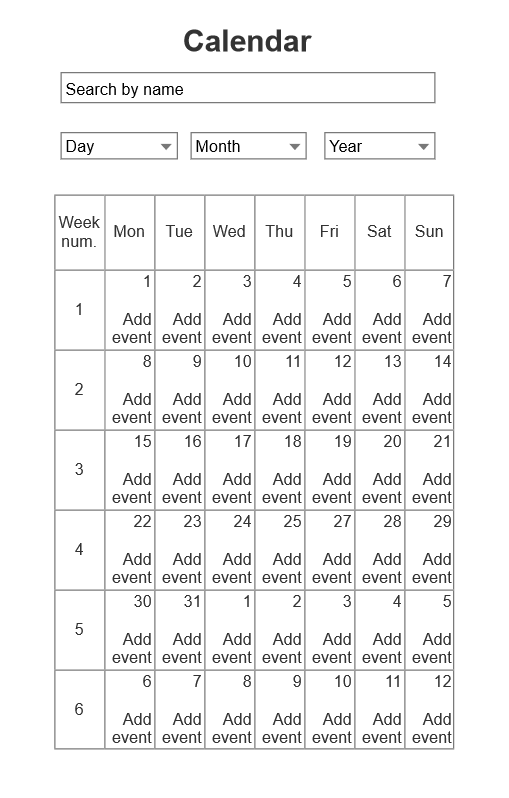 Calendar
Search by name
Day Month Year
Week num. Mon Tue Wed Thu Fri Sat Sun
1 2 3 4 5 6 7
1 Add event Add event Add event Add event Add event Add event Add event
8 9 10 11 12 13 14
2 Add event Add event Add event Add event Add event Add event Add event
15 16 17 18 19 20 21
3 Add event Add event Add event Add event Add event Add event Add event
22 23 24 25 27 28 29
4 Add event Add event Add event Add event Add event Add event Add event
30 31 1 2 3 4 5
5 Add event Add event Add event Add event Add event Add event Add event
6 7 8 9 10 11 12
6 Add event Add event Add event Add event Add event Add event Add event